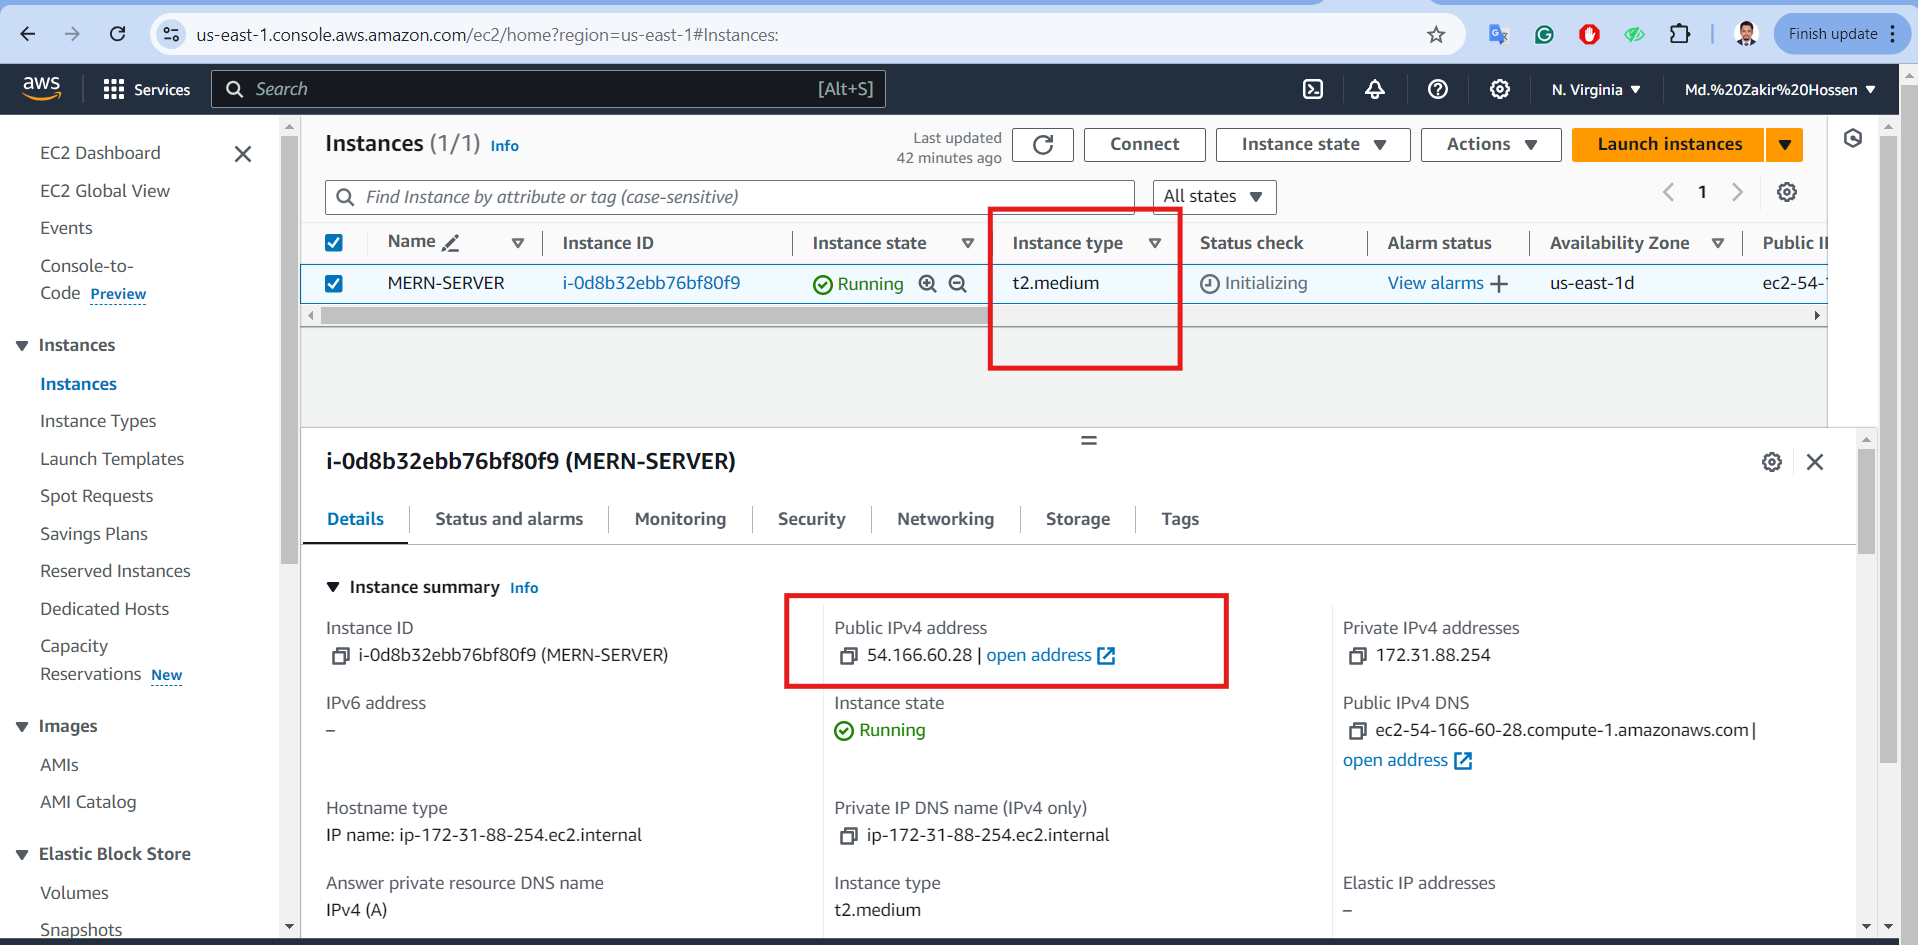 us-east-1.console.aws.amazon.com/ec2/home?region=us-east-1#Instances:
Finish update
aws
Services
Search
[Alt+S]
N. Virginia
Md.%20Zakir%20Hossen
EC2 Dashboard
EC2 Global View
Events
Console-to-
Code Preview
Instances
Instances
Instance Types
Launch Templates
Spot Requests
Savings Plans
Reserved Instances
Dedicated Hosts
Capacity
Reservations New
Images
AMIs
AMI Catalog
Elastic Block Store
Volumes
Snapshots
Instances (1/1) Info
Last updated
42 minutes ago
Connect
Instance state
Actions
Launch instances
Find Instance by attribute or tag (case-sensitive)
All states
1
Name Instance ID Instance state Instance type Status check Alarm status Availability Zone Public
MERN-SERVER i-0d8b32ebb76bf80f9 Running t2.medium Initializing View alarms + us-east-1d ec2-54-
i-0d8b32ebb76bf80f9 (MERN-SERVER)
Details Status and alarms Monitoring Security Networking Storage Tags
Instance summary Info
Instance ID
i-0d8b32ebb76bf80f9 (MERN-SERVER)
Public IPv4 address
54.166.60.28 | open address
Private IPv4 addresses
172.31.88.254
IPv6 address
–
Instance state
Running
Public IPv4 DNS
ec2-54-166-60-28.compute-1.amazonaws.com |
open address
Hostname type
IP name: ip-172-31-88-254.ec2.internal
Private IP DNS name (IPv4 only)
ip-172-31-88-254.ec2.internal
Answer private resource DNS name
IPv4 (A)
Instance type
t2.medium
Elastic IP addresses
–